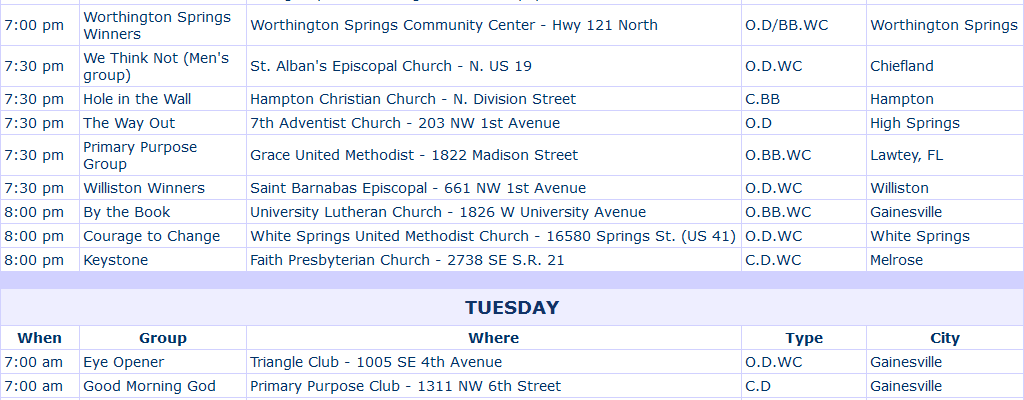 7:00 pm Worthington Springs Winners Worthington Springs Community Center - Hwy 121 North O.D/BB.WC Worthington Springs
7:30 pm We Think Not (Men's group) St. Alban's Episcopal Church - N. US 19 O.D.WC Chiefland
7:30 pm Hole in the Wall Hampton Christian Church - N. Division Street C.BB Hampton
7:30 pm The Way Out 7th Adventist Church - 203 NW 1st Avenue O.D High Springs
7:30 pm Primary Purpose Group Grace United Methodist - 1822 Madison Street O.BB.WC Lawtey, FL
7:30 pm Williston Winners Saint Barnabas Episcopal - 661 NW 1st Avenue O.D.WC Williston
8:00 pm By the Book University Lutheran Church - 1826 W University Avenue O.BB.WC Gainesville
8:00 pm Courage to Change White Springs United Methodist Church - 16580 Springs St. (US 41) O.D.WC White Springs
8:00 pm Keystone Faith Presbyterian Church - 2738 SE S.R. 21 C.D.WC Melrose
TUESDAY
When Group Where Type City
7:00 am Eye Opener Triangle Club - 1005 SE 4th Avenue O.D.WC Gainesville
7:00 am Good Morning God Primary Purpose Club - 1311 NW 6th Street C.D Gainesville